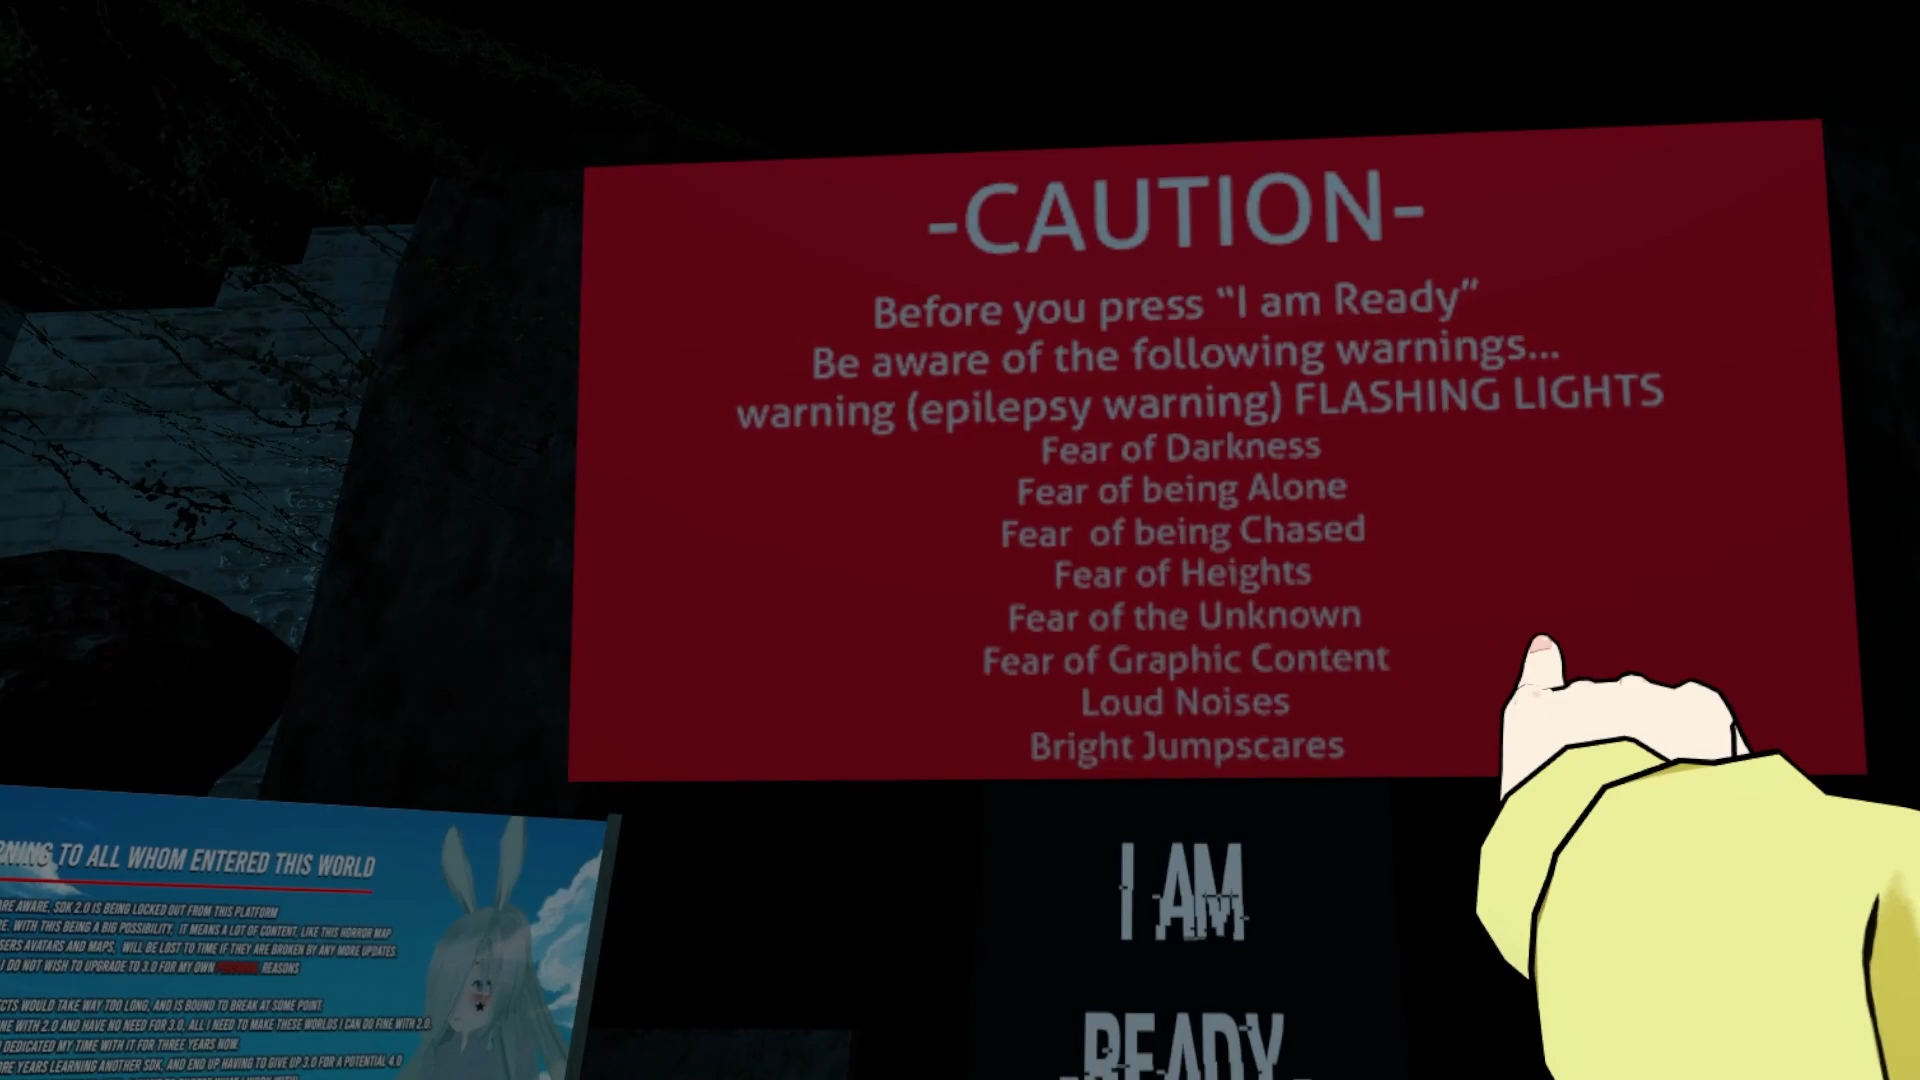 -CAUTION-
Before you press “I am Ready”
Be aware of the following warnings...
warning (epilepsy warning) FLASHING LIGHTS
Fear of Darkness
Fear of being Alone
Fear of being Chased
Fear of Heights
Fear of the Unknown
Fear of Graphic Content
Loud Noises
Bright Jumpscares
I AM
READY
TO ALL WHOM ENTERED THIS WORLD
ARE AWARE, SDK 2.0 IS BEING LOCKED OUT FROM THIS PLATFORM
WITH THIS BEING A BIG POSSIBILITY, IT MEANS A LOT OF CONTENT, LIKE THIS HORROR MAP
AVATARS AND MAPS, WILL BE LOST TO TIME IF THEY ARE BROKEN BY ANY MORE UPDATES.
I DO NOT WISH TO UPGRADE TO 3.0 FOR MY OWN REASONS
WOULD TAKE WAY TOO LONG, AND IS BOUND TO BREAK AT SOME POINT.
WITH 2.0 AND HAVE NO NEED FOR 3.0, ALL I NEED TO MAKE THESE WORLDS I CAN DO FINE WITH 2.0.
DEDICATED MY TIME WITH IT FOR THREE YEARS NOW.
YEARS LEARNING ANOTHER SDK, AND END UP HAVING TO GIVE UP 3.0 FOR A POTENTIAL 4.0